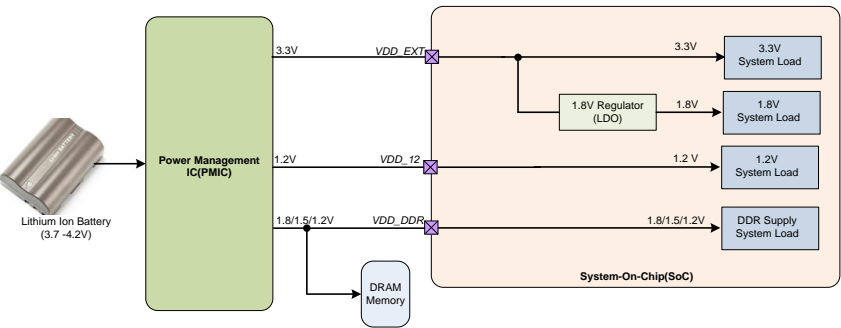 3.3V
VDD_EXT
3.3V
3.3V
System Load
1.8V Regulator
(LDO)
1.8V
1.8V
System Load
Li-ion BATTERY
Power Management
IC(PMIC)
1.2V
VDD_12
1.2 V
1.2V
System Load
Lithium Ion Battery
(3.7 -4.2V)
1.8/1.5/1.2V
VDD_DDR
1.8/1.5/1.2V
DDR Supply
System Load
DRAM
Memory
System-On-Chip(SoC)